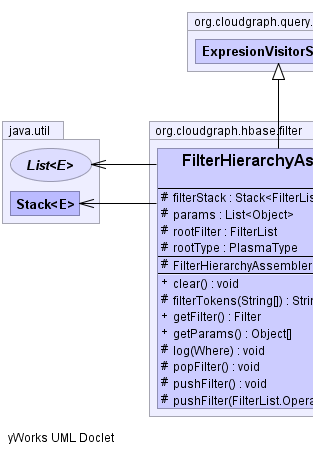 org.cloudgraph.query.
ExpresionVisitorS
java.util
List<E>
Stack<E>
org.cloudgraph.hbase.filter
FilterHierarchyAs
# filterStack : Stack<FilterLis
# params : List<Object>
# rootFilter : FilterList
# rootType : PlasmaType
# FilterHierarchyAssembler
+ clear() : void
# filterTokens(String[]) : Strin
+ getFilter() : Filter
+ getParams() : Object[]
# log(Where) : void
# popFilter() : void
# pushFilter() : void
# pushFilter(FilterList.Opera
yWorks UML Doclet